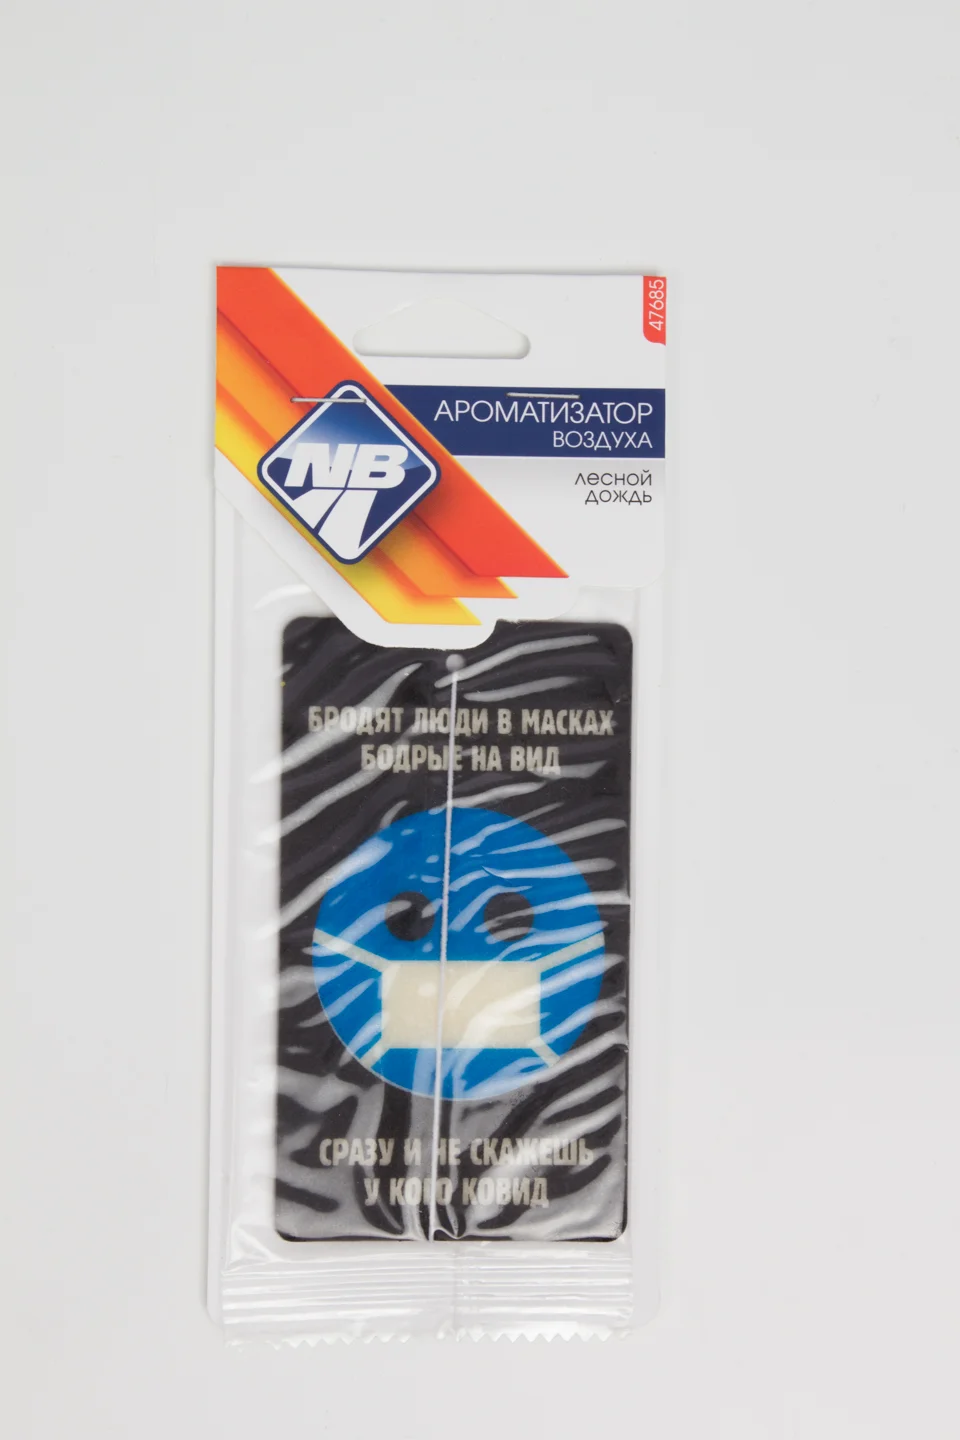 47685
NB
АРОМАТИЗАТОР
ВОЗДУХА
лесной
дождь
БРОДЯТ ЛЮДИ В МАСКАХ
БОДРЫЕ НА ВИД
СРАЗУ И НЕ СКАЖЕШЬ
У КОГО КОВИД